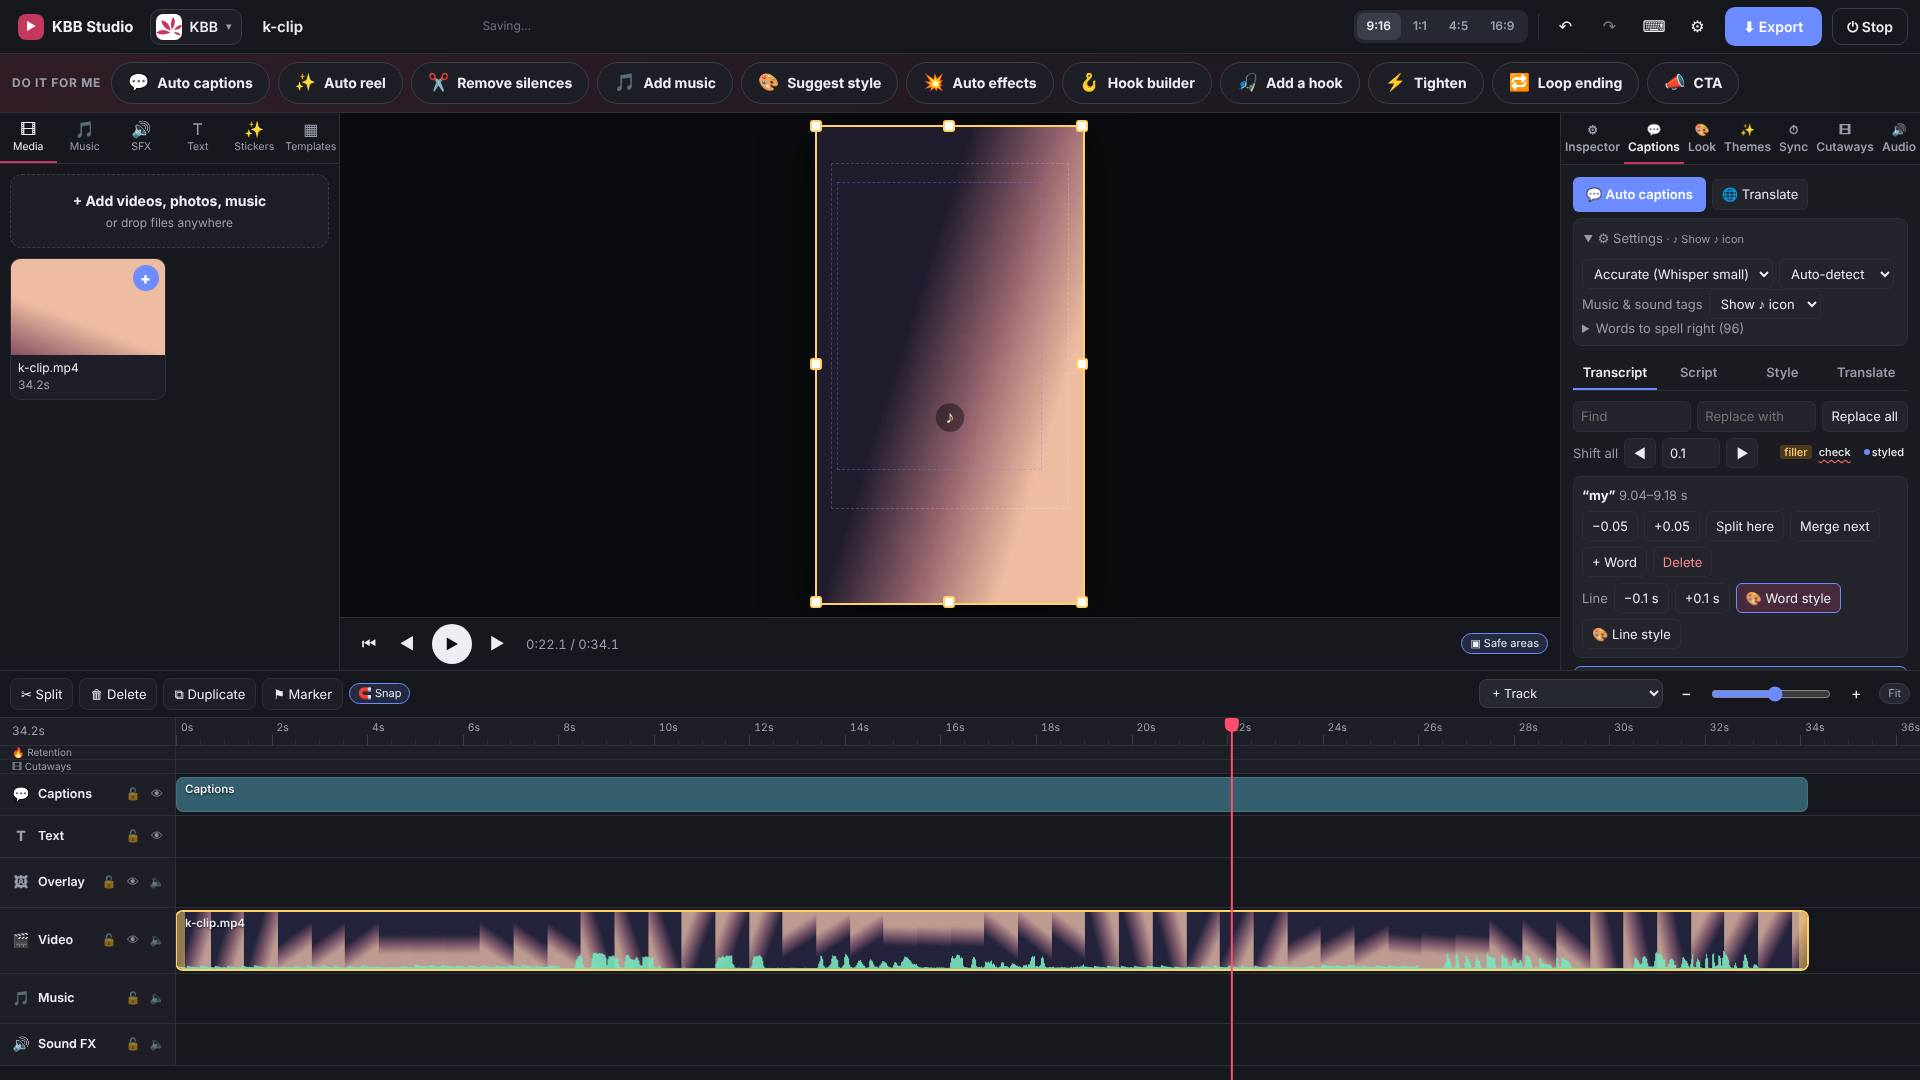 KBB Studio
KBB
k-clip
Saving...
9:16 1:1 4:5 16:9
Export
Stop
DO IT FOR ME
Auto captions
Auto reel
Remove silences
Add music
Suggest style
Auto effects
Hook builder
Add a hook
Tighten
Loop ending
CTA
Media Music SFX Text Stickers Templates
+ Add videos, photos, music
or drop files anywhere
k-clip.mp4
34.2s
0:22.1 / 0:34.1
Safe areas
Inspector Captions Look Themes Sync Cutaways Audio
Auto captions
Translate
Settings · ♪ Show ♪ icon
Accurate (Whisper small)
Auto-detect
Music & sound tags
Show ♪ icon
Words to spell right (96)
Transcript Script Style Translate
Find
Replace with
Replace all
Shift all
0.1
filler check styled
“my” 9.04–9.18 s
−0.05 +0.05 Split here Merge next
+ Word Delete
Line −0.1 s +0.1 s Word style
Line style
Split
Delete
Duplicate
Marker
Snap
+ Track
− +
Fit
34.2s
0s 2s 4s 6s 8s 10s 12s 14s 16s 18s 20s 22s 24s 26s 28s 30s 32s 34s 36s
Retention
Cutaways
Captions
Captions
Text
Overlay
Video
k-clip.mp4
Music
Sound FX